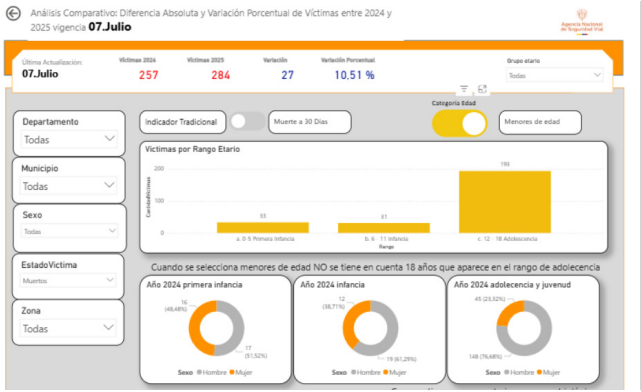 Análisis Comparativo: Diferencia Absoluta y Variación Porcentual de Víctimas entre 2024 y
2025 vigencia 07.Julio
Agencia Nacional
de Seguridad Vial
Última Actualización:
07.Julio
Víctimas 2024
257
Víctimas 2025
284
Variación
27
Variación Porcentual
10,51 %
Grupo etario
Todas
Categoría Edad
Departamento
Todas
Indicador Tradicional
Muerte a 30 Días
Menores de edad
Municipio
Todas
Sexo
Todas
EstadoVictima
Muertos
Zona
Todas
Victimas por Rango Etario
CantidadVictimas
200
100
0
33
31
193
a. 0-5 Primera Infancia
b. 6 - 11 Infancia
c. 12 - 18 Adolescencia
Rango
Cuando se selecciona menores de edad NO se tiene en cuenta 18 años que aparece en el rango de adolecencia
Año 2024 primera infancia
16
(48,48%)
17
(51,52%)
Sexo Hombre Mujer
Año 2024 infancia
12
(38,71%)
19 (61,29%)
Sexo Hombre Mujer
Año 2024 adolecencia y juvenud
45 (23,32%)
148 (76,68%)
Sexo Hombre Mujer